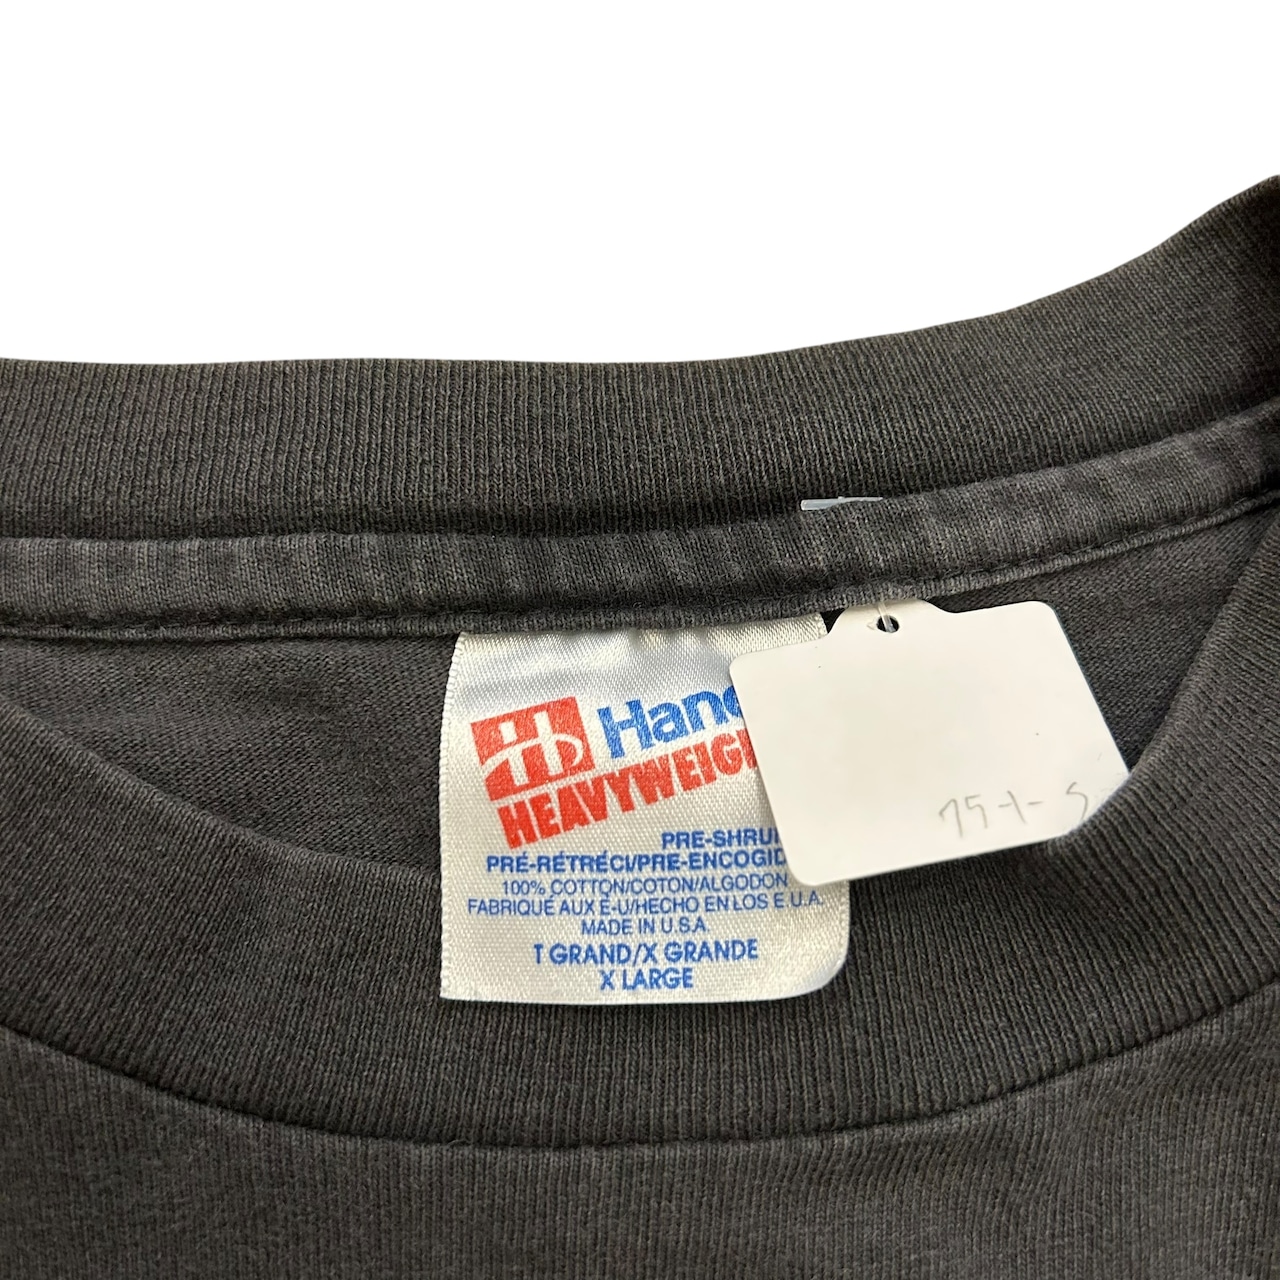 Hane
HEAVYWEIGH
PRE-SHRUN
PRÉ-RÉTRÉCI/PRE-ENCOGID
100% COTTON/COTON/ALGODON
FABRIQUÉ AUX É-U/HECHO EN LOS E.U.A.
MADE IN U.S.A.
T GRAND/X GRANDE
X LARGE